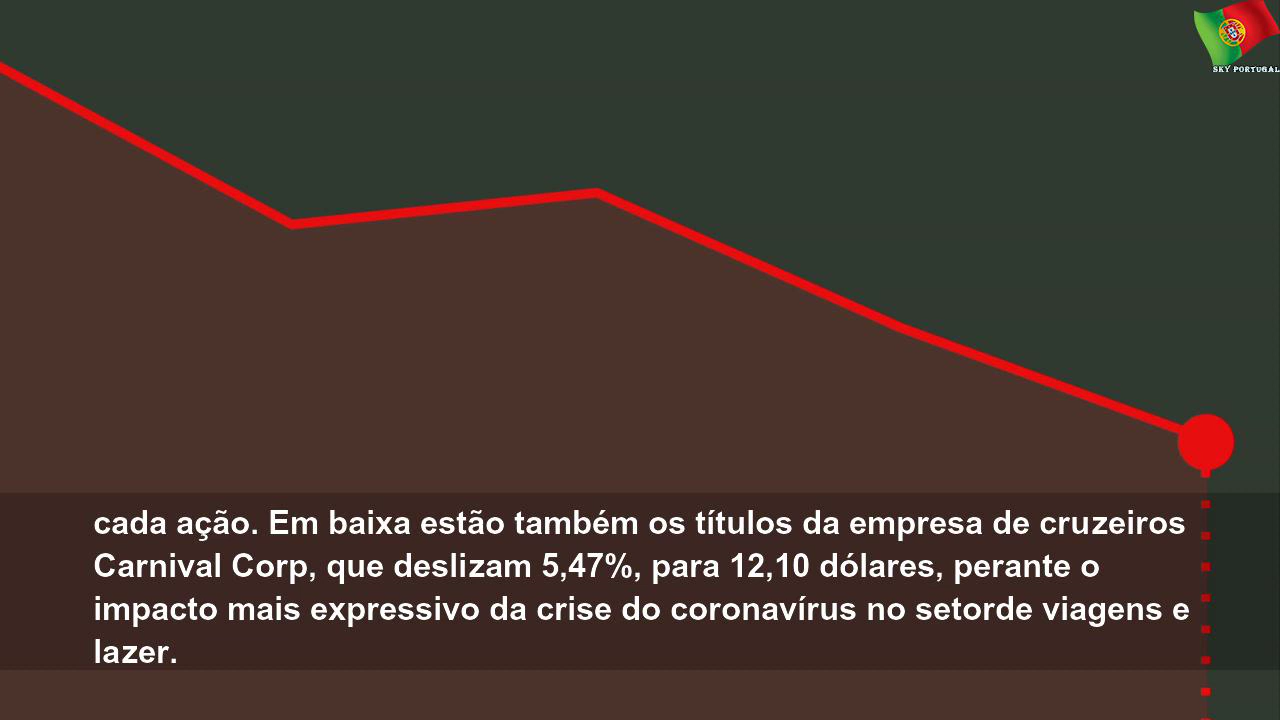 SKY PORTUGAL
cada ação. Em baixa estão também os títulos da empresa de cruzeiros
Carnival Corp, que deslizam 5,47%, para 12,10 dólares, perante o
impacto mais expressivo da crise do coronavírus no setorde viagens e
lazer.